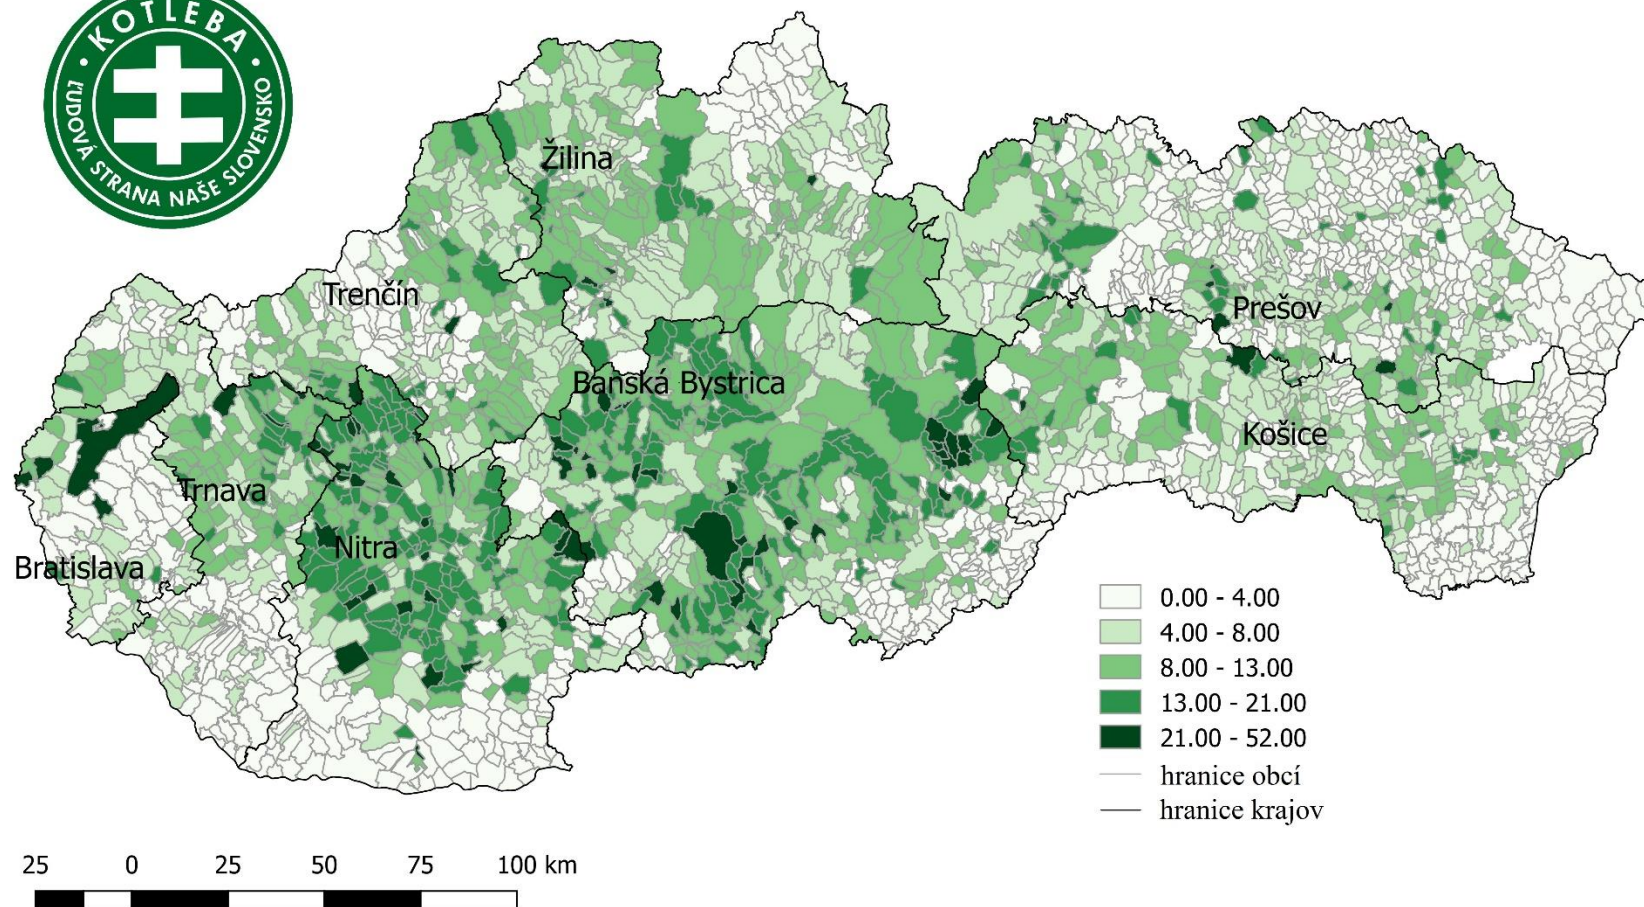 • KOTLEBA •
ĽUDOVÁ STRANA NAŠE SLOVENSKO
Žilina
Trenčín
Prešov
Banská Bystrica
Košice
Trnava
Nitra
Bratislava
0.00 - 4.00
4.00 - 8.00
8.00 - 13.00
13.00 - 21.00
21.00 - 52.00
hranice obcí
hranice krajov
25 0 25 50 75 100 km